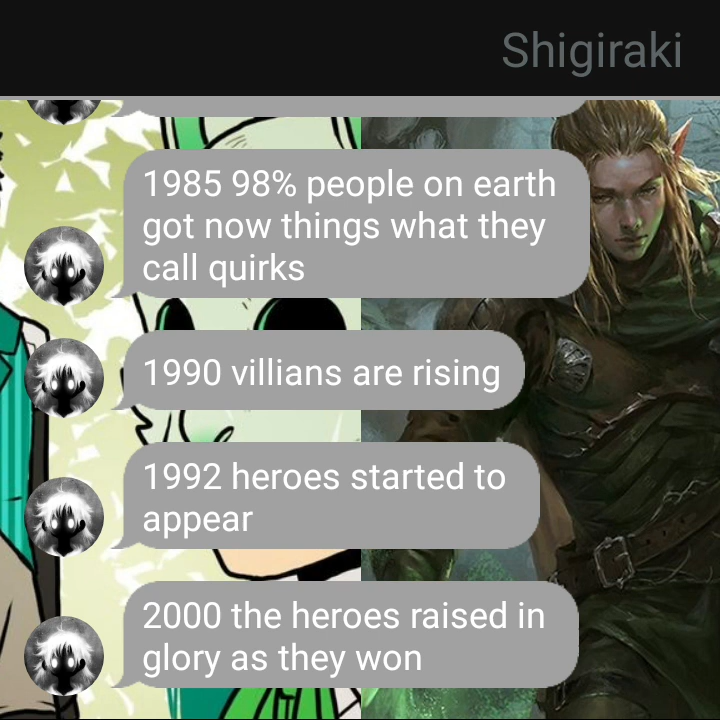 Shigiraki
1985 98% people on earth
got now things what they
call quirks
1990 villians are rising
1992 heroes started to
appear
2000 the heroes raised in
glory as they won